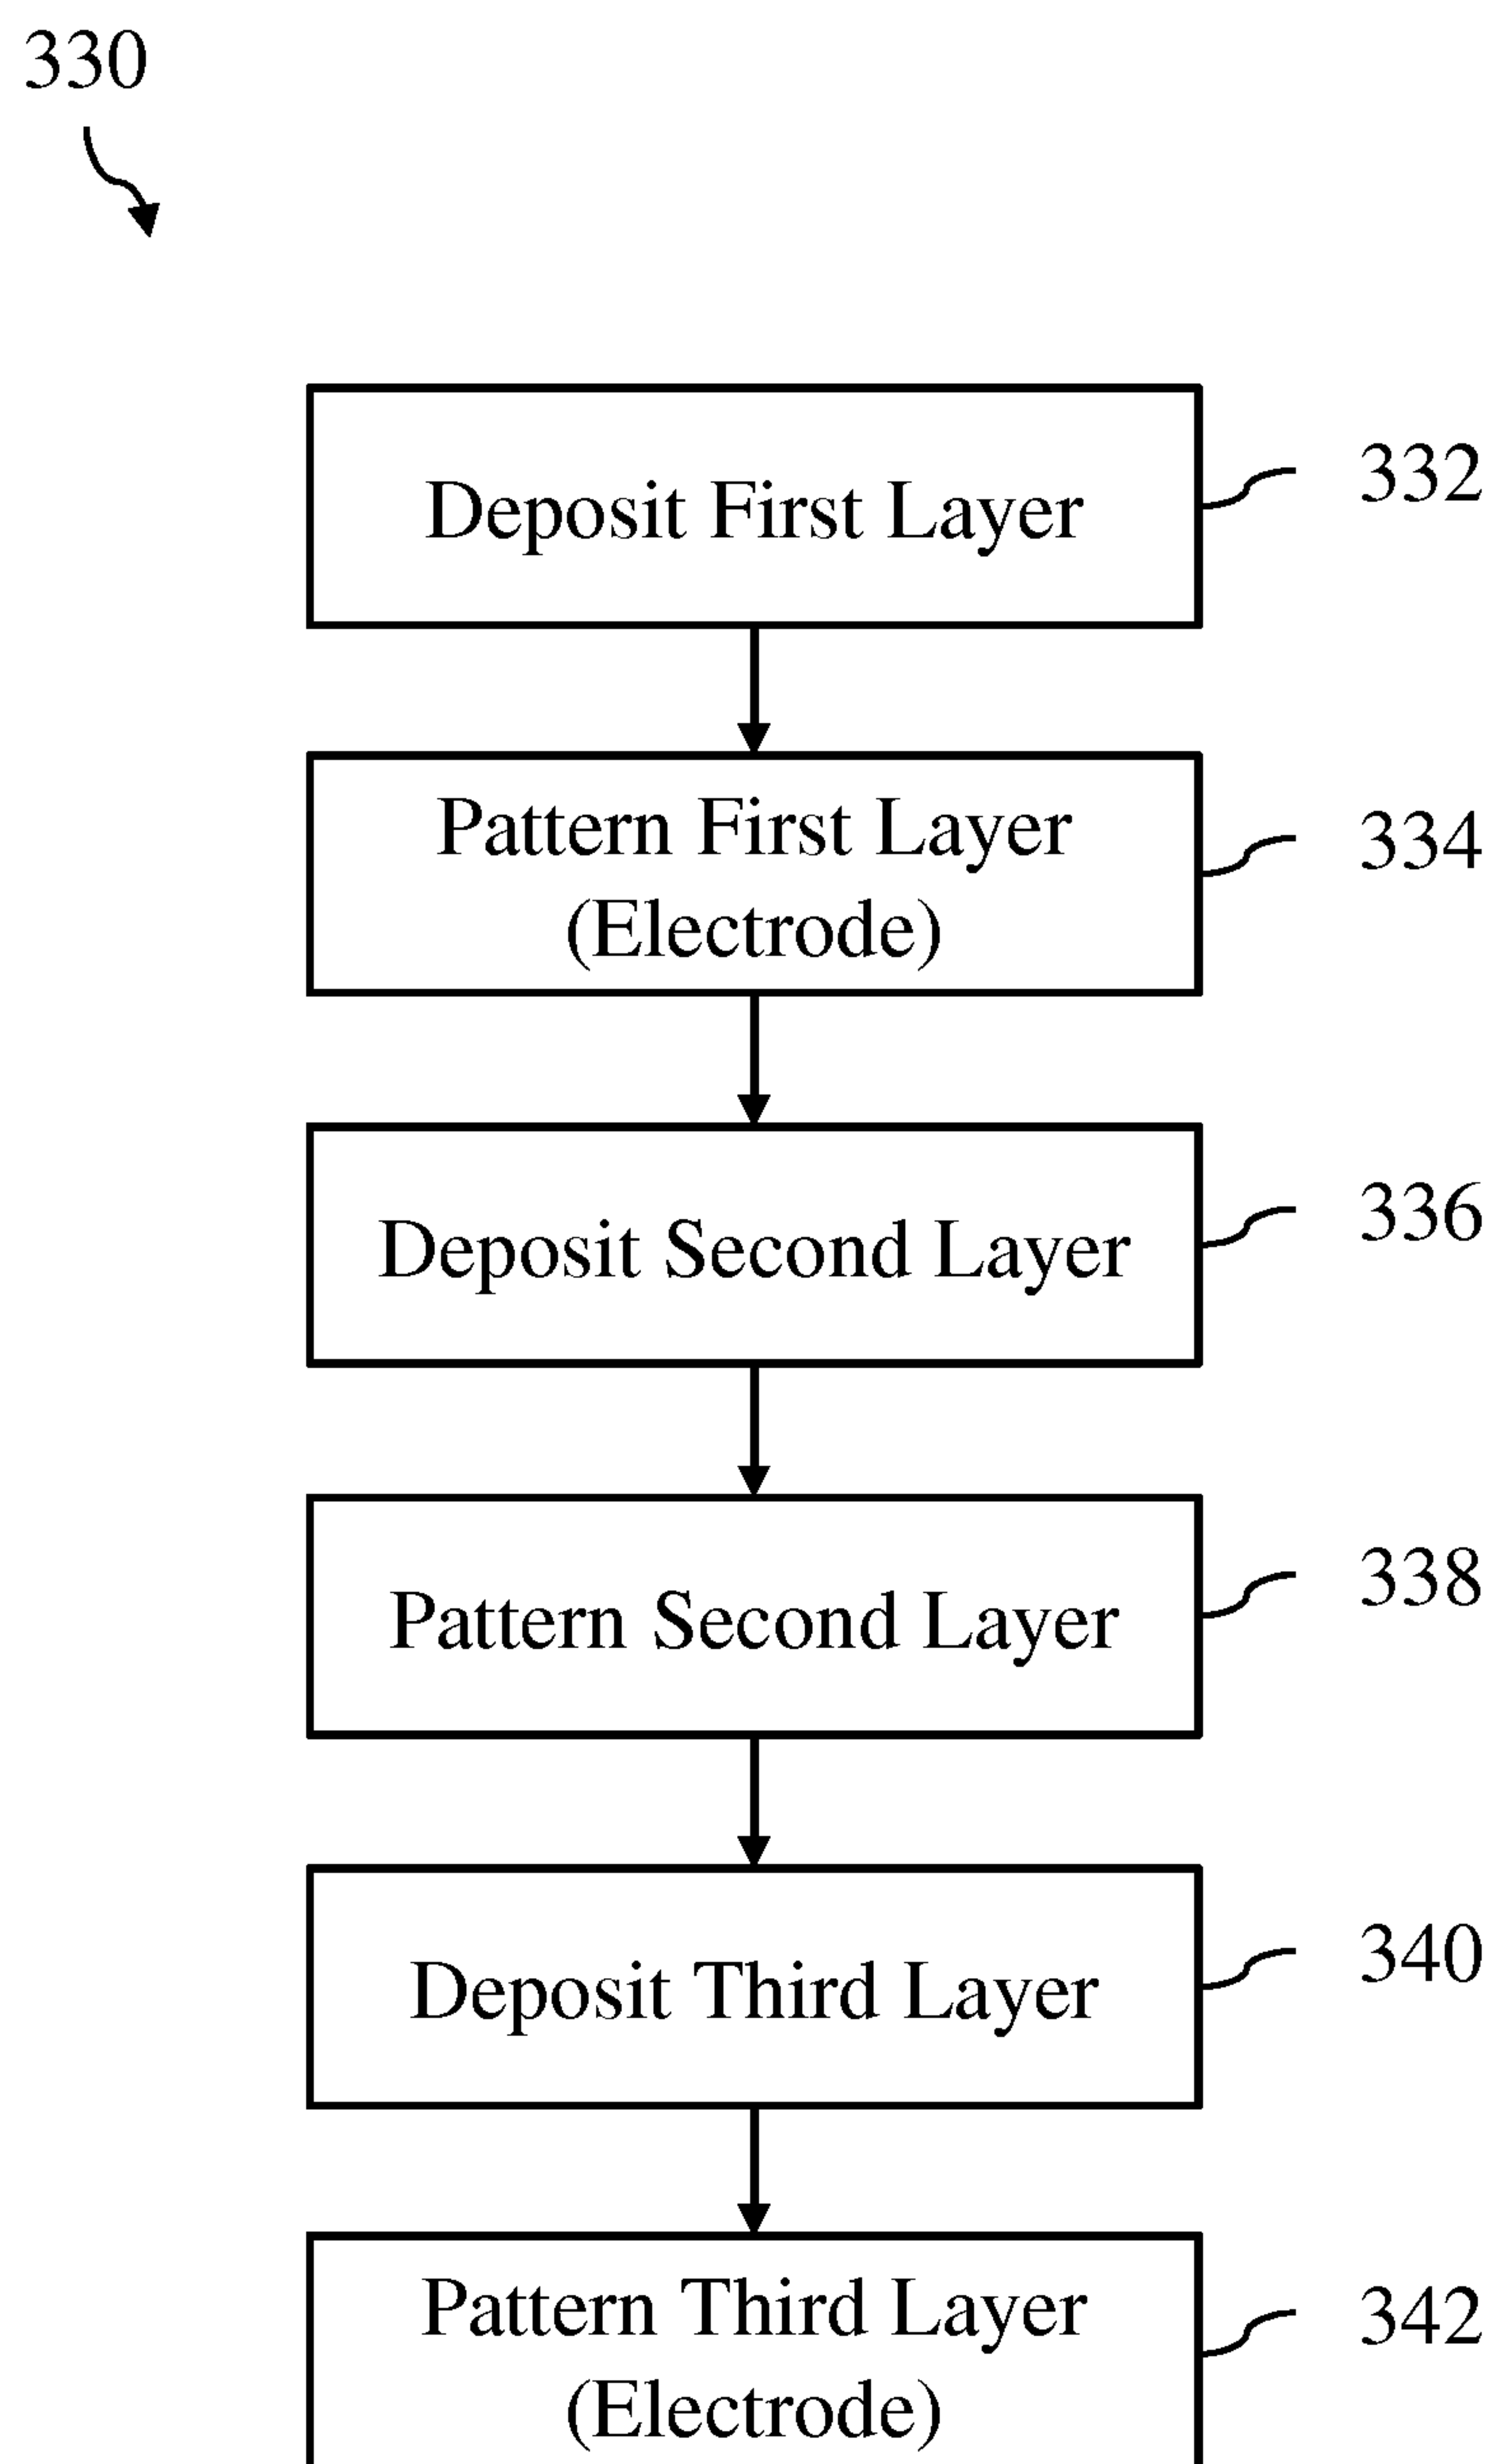 330
Deposit First Layer
332
Pattern First Layer
(Electrode)
334
Deposit Second Layer
336
Pattern Second Layer
338
Deposit Third Layer
340
Pattern Third Layer
(Electrode)
342